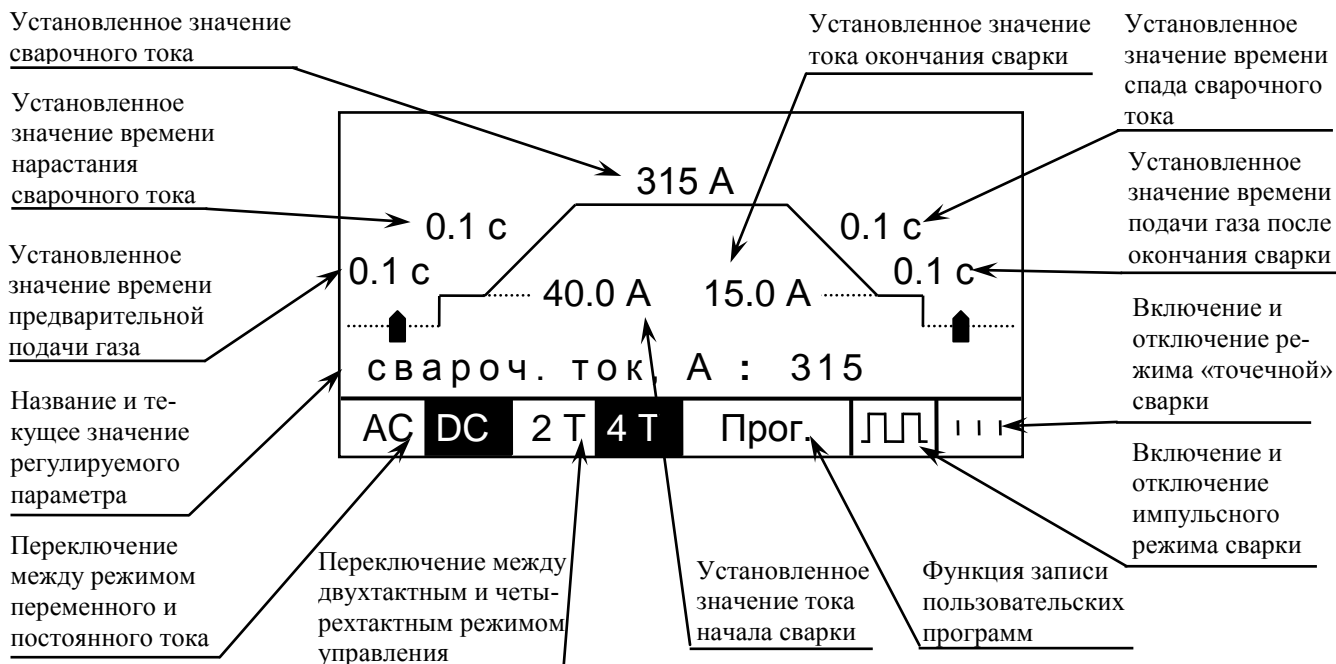 Установленное значение
сварочного тока
Установленное
значение времени
нарастания
сварочного тока
Установленное
значение времени
предварительной
подачи газа
Название и те-
кущее значение
регулируемого
параметра
Переключение
между режимом
переменного и
постоянного тока
Установленное значение
тока окончания сварки
Установленное
значение времени
спада сварочного
тока
Установленное
значение времени
подачи газа после
окончания сварки
Включение и
отключение ре-
жима «точечной»
сварки
Включение и
отключение
импульсного
режима сварки
315 А
0.1 с
0.1 с
0.1 с
0.1 с
40.0 А 15.0 А
свароч. ток, А : 315
AC DC 2 Т 4 Т Прог.
Переключение между
двухтактным и четы-
рехтактным режимом
управления
Установленное
значение тока
начала сварки
Функция записи
пользовательских
программ